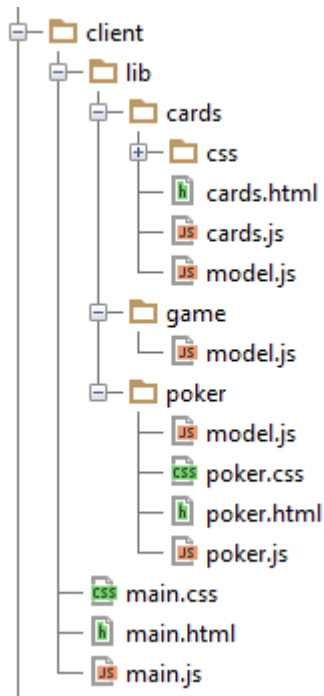 client
lib
cards
css
cards.html
cards.js
model.js
game
model.js
poker
model.js
poker.css
poker.html
poker.js
main.css
main.html
main.js